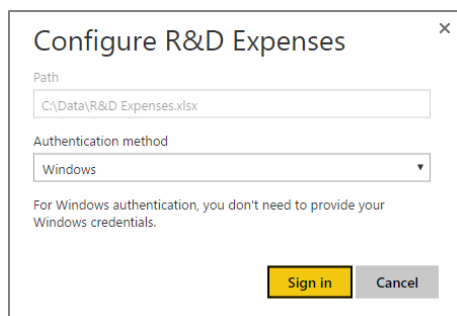 Configure R&D Expenses
Path
C:\Data\R&D Expenses.xlsx
Authentication method
Windows
For Windows authentication, you don't need to provide your
Windows credentials.
Sign in Cancel